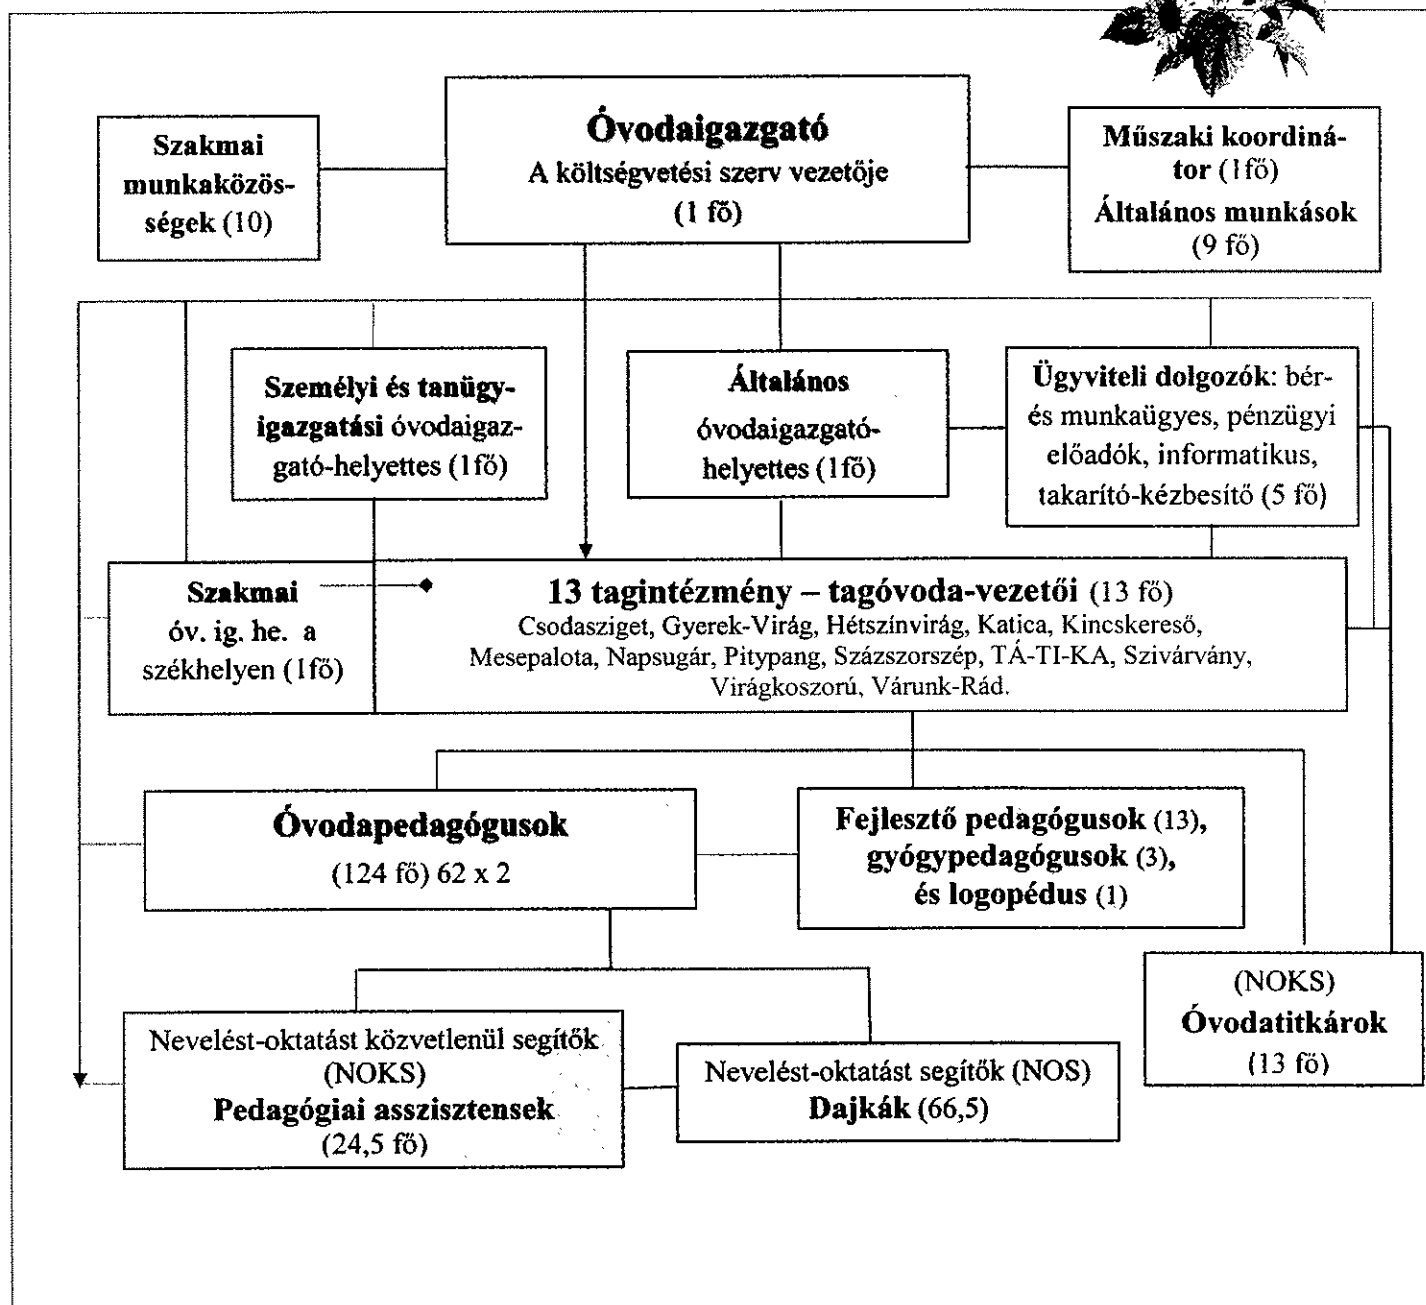 Szakmai
munkaközös-
ségek (10)
Óvodaigazgató
A költségvetési szerv vezetője
(1 fő)
Műszaki koordiná-
tor (1fő)
Általános munkások
(9 fő)
Személyi és tanügy-
igazgatási óvodaigaz-
gató-helyettes (1fő)
Általános
óvodaigazgató-
helyettes (1fő)
Ügyviteli dolgozók: bér-
és munkaügyes, pénzügyi
előadók, informatikus,
takarító-kézbesítő (5 fő)
Szakmai
óv. ig. he. a
székhelyen (1fő)
13 tagintézmény – tagóvoda-vezetői (13 fő)
Csodasziget, Gyerek-Virág, Hétszínvirág, Katica, Kincskereső,
Mesepalota, Napsugár, Pitypang, Százszorszép, TÁ-TI-KA, Szivárvány,
Virágkoszorú, Várunk-Rád.
Óvodapedagógusok
(124 fő) 62 x 2
Fejlesztő pedagógusok (13),
gyógypedagógusok (3),
és logopédus (1)
(NOKS)
Óvodatitkárok
(13 fő)
Nevelést-oktatást közvetlenül segítők
(NOKS)
Pedagógiai asszisztensek
(24,5 fő)
Nevelést-oktatást segítők (NOS)
Dajkák (66,5)